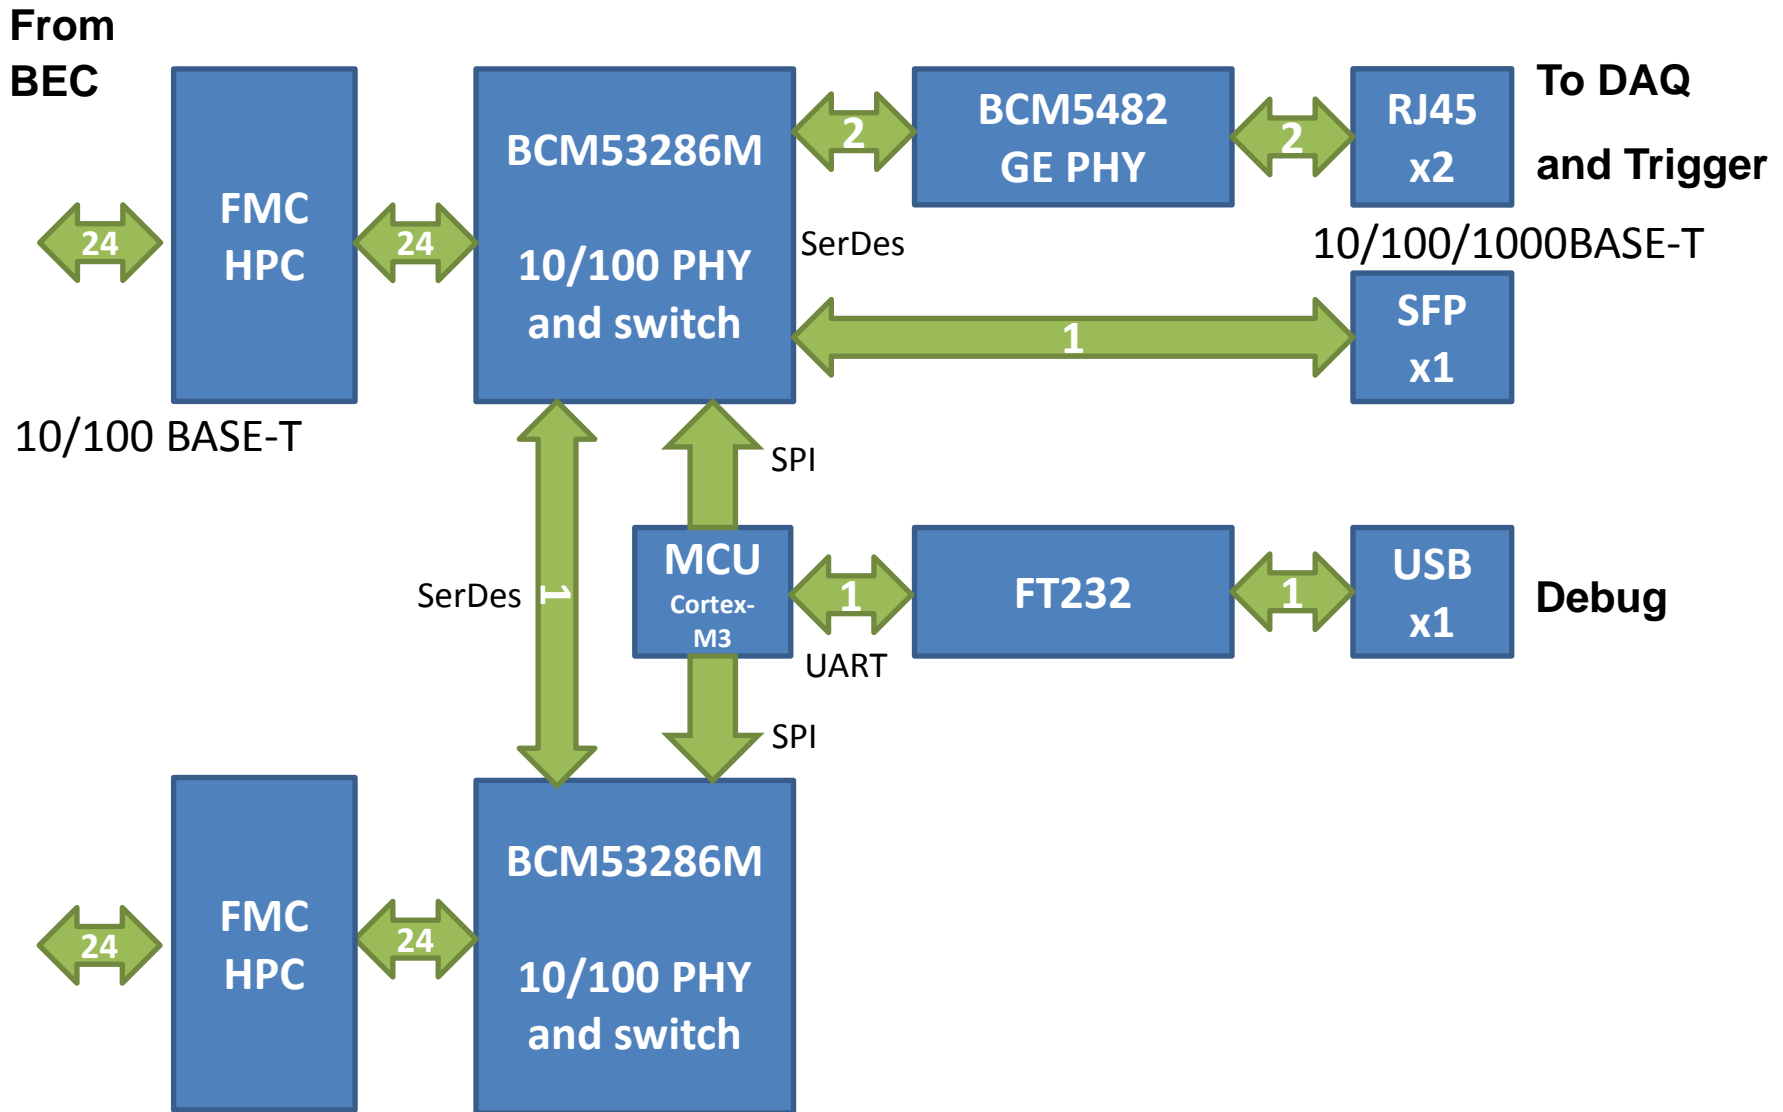 From
BEC
24
FMC
HPC
24
BCM53286M
10/100 PHY
and switch
2
BCM5482
GE PHY
2
RJ45
x2
To DAQ
and Trigger
SerDes
10/100/1000BASE-T
1
SFP
x1
10/100 BASE-T
SPI
SerDes
1
MCU
Cortex-
M3
1
UART
FT232
1
USB
x1
Debug
SPI
24
FMC
HPC
24
BCM53286M
10/100 PHY
and switch